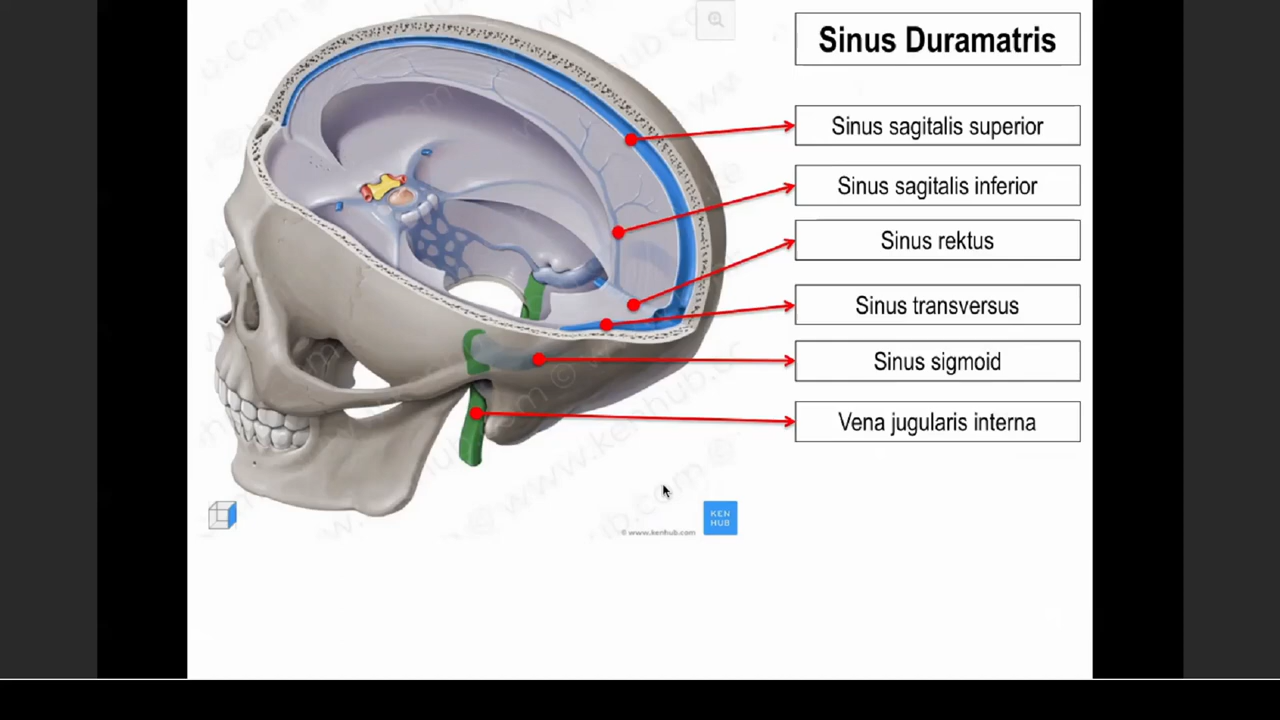 Sinus Duramatris
Sinus sagitalis superior
Sinus sagitalis inferior
Sinus rektus
Sinus transversus
Sinus sigmoid
Vena jugularis interna
KEN
HUB
© www.kenhub.com